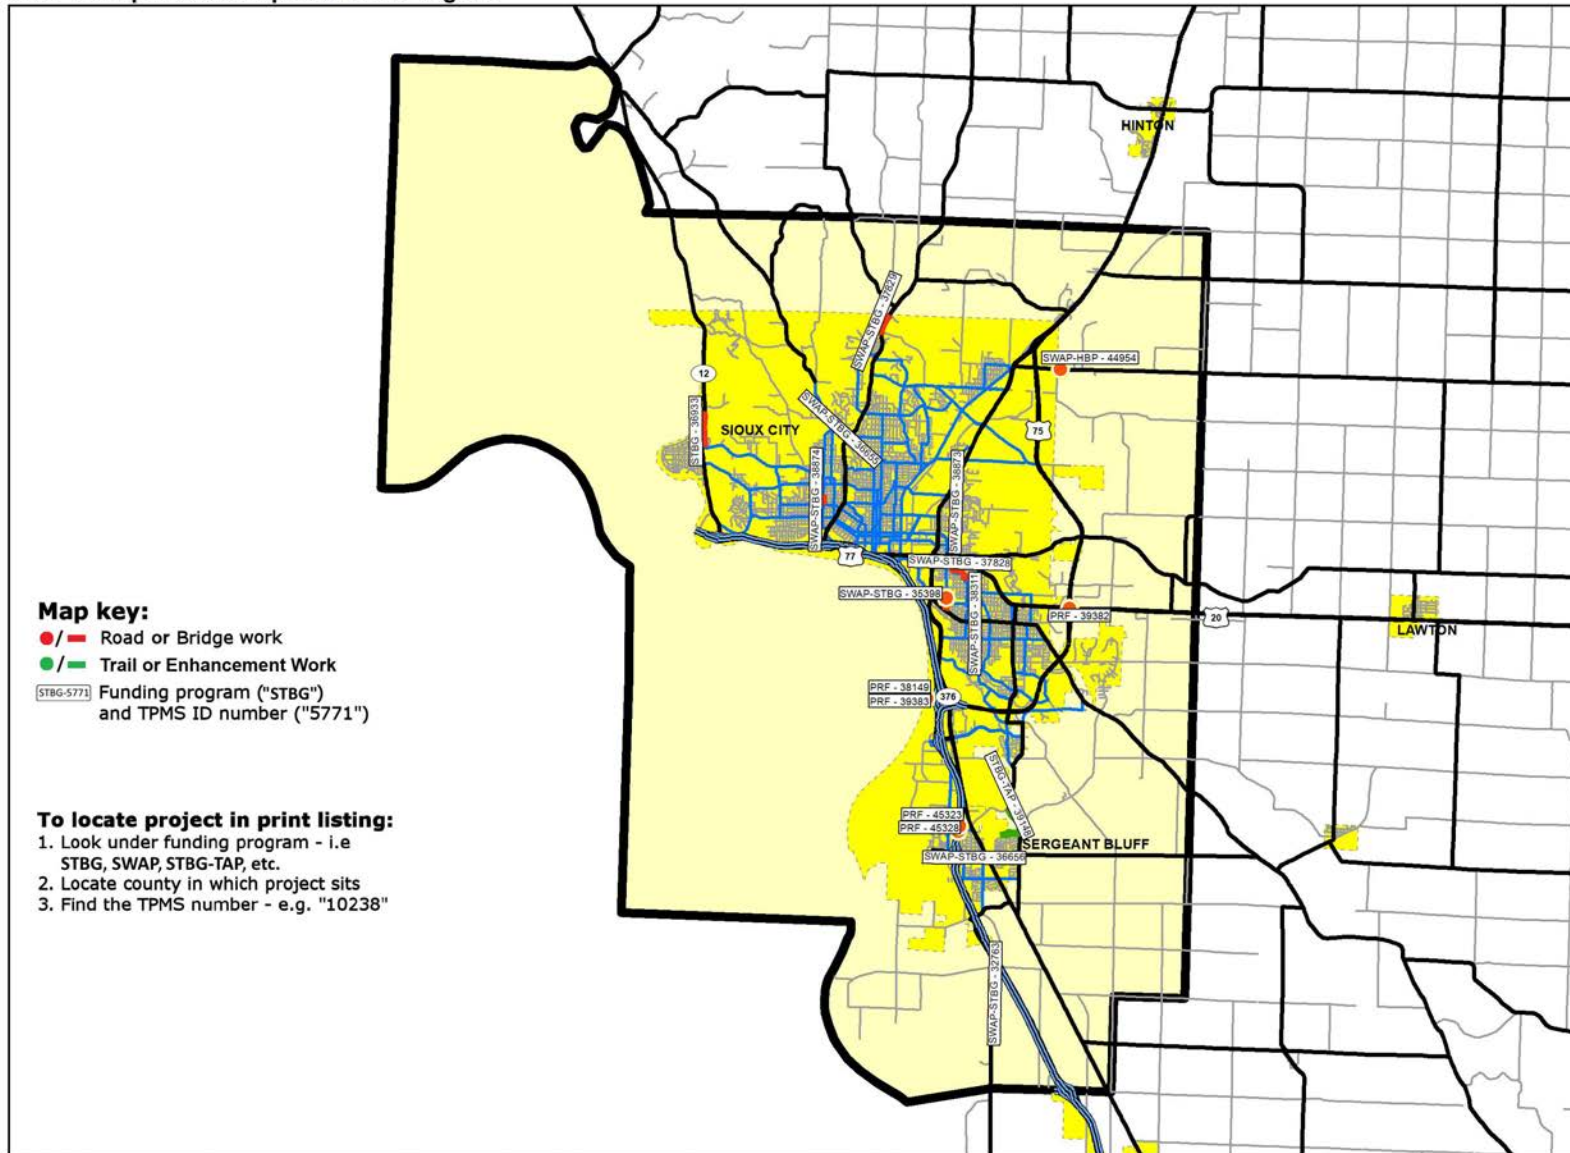 HINTON
SWAP-STBG - 37829
SWAP-HBP - 44954
12
STBG - 36933
SIOUX CITY
SWAP-STBG - 36655
75
SWAP-STBG - 38874
SWAP-STBG - 38873
77
SWAP-STBG - 37828
SWAP-STBG - 35398
SWAP-STBG - 38311
PRF - 39382
20
LAWTON
Map key:
/ Road or Bridge work
/ Trail or Enhancement Work
STBG-5771 Funding program ("STBG")
and TPMS ID number ("5771")
PRF - 38149
PRF - 39383
376
STBG-TAP - 39148
PRF - 45323
PRF - 45328
SERGEANT BLUFF
SWAP-STBG - 36656
To locate project in print listing:
1. Look under funding program - i.e
STBG, SWAP, STBG-TAP, etc.
2. Locate county in which project sits
3. Find the TPMS number - e.g. "10238"
SWAP-STBG - 32763